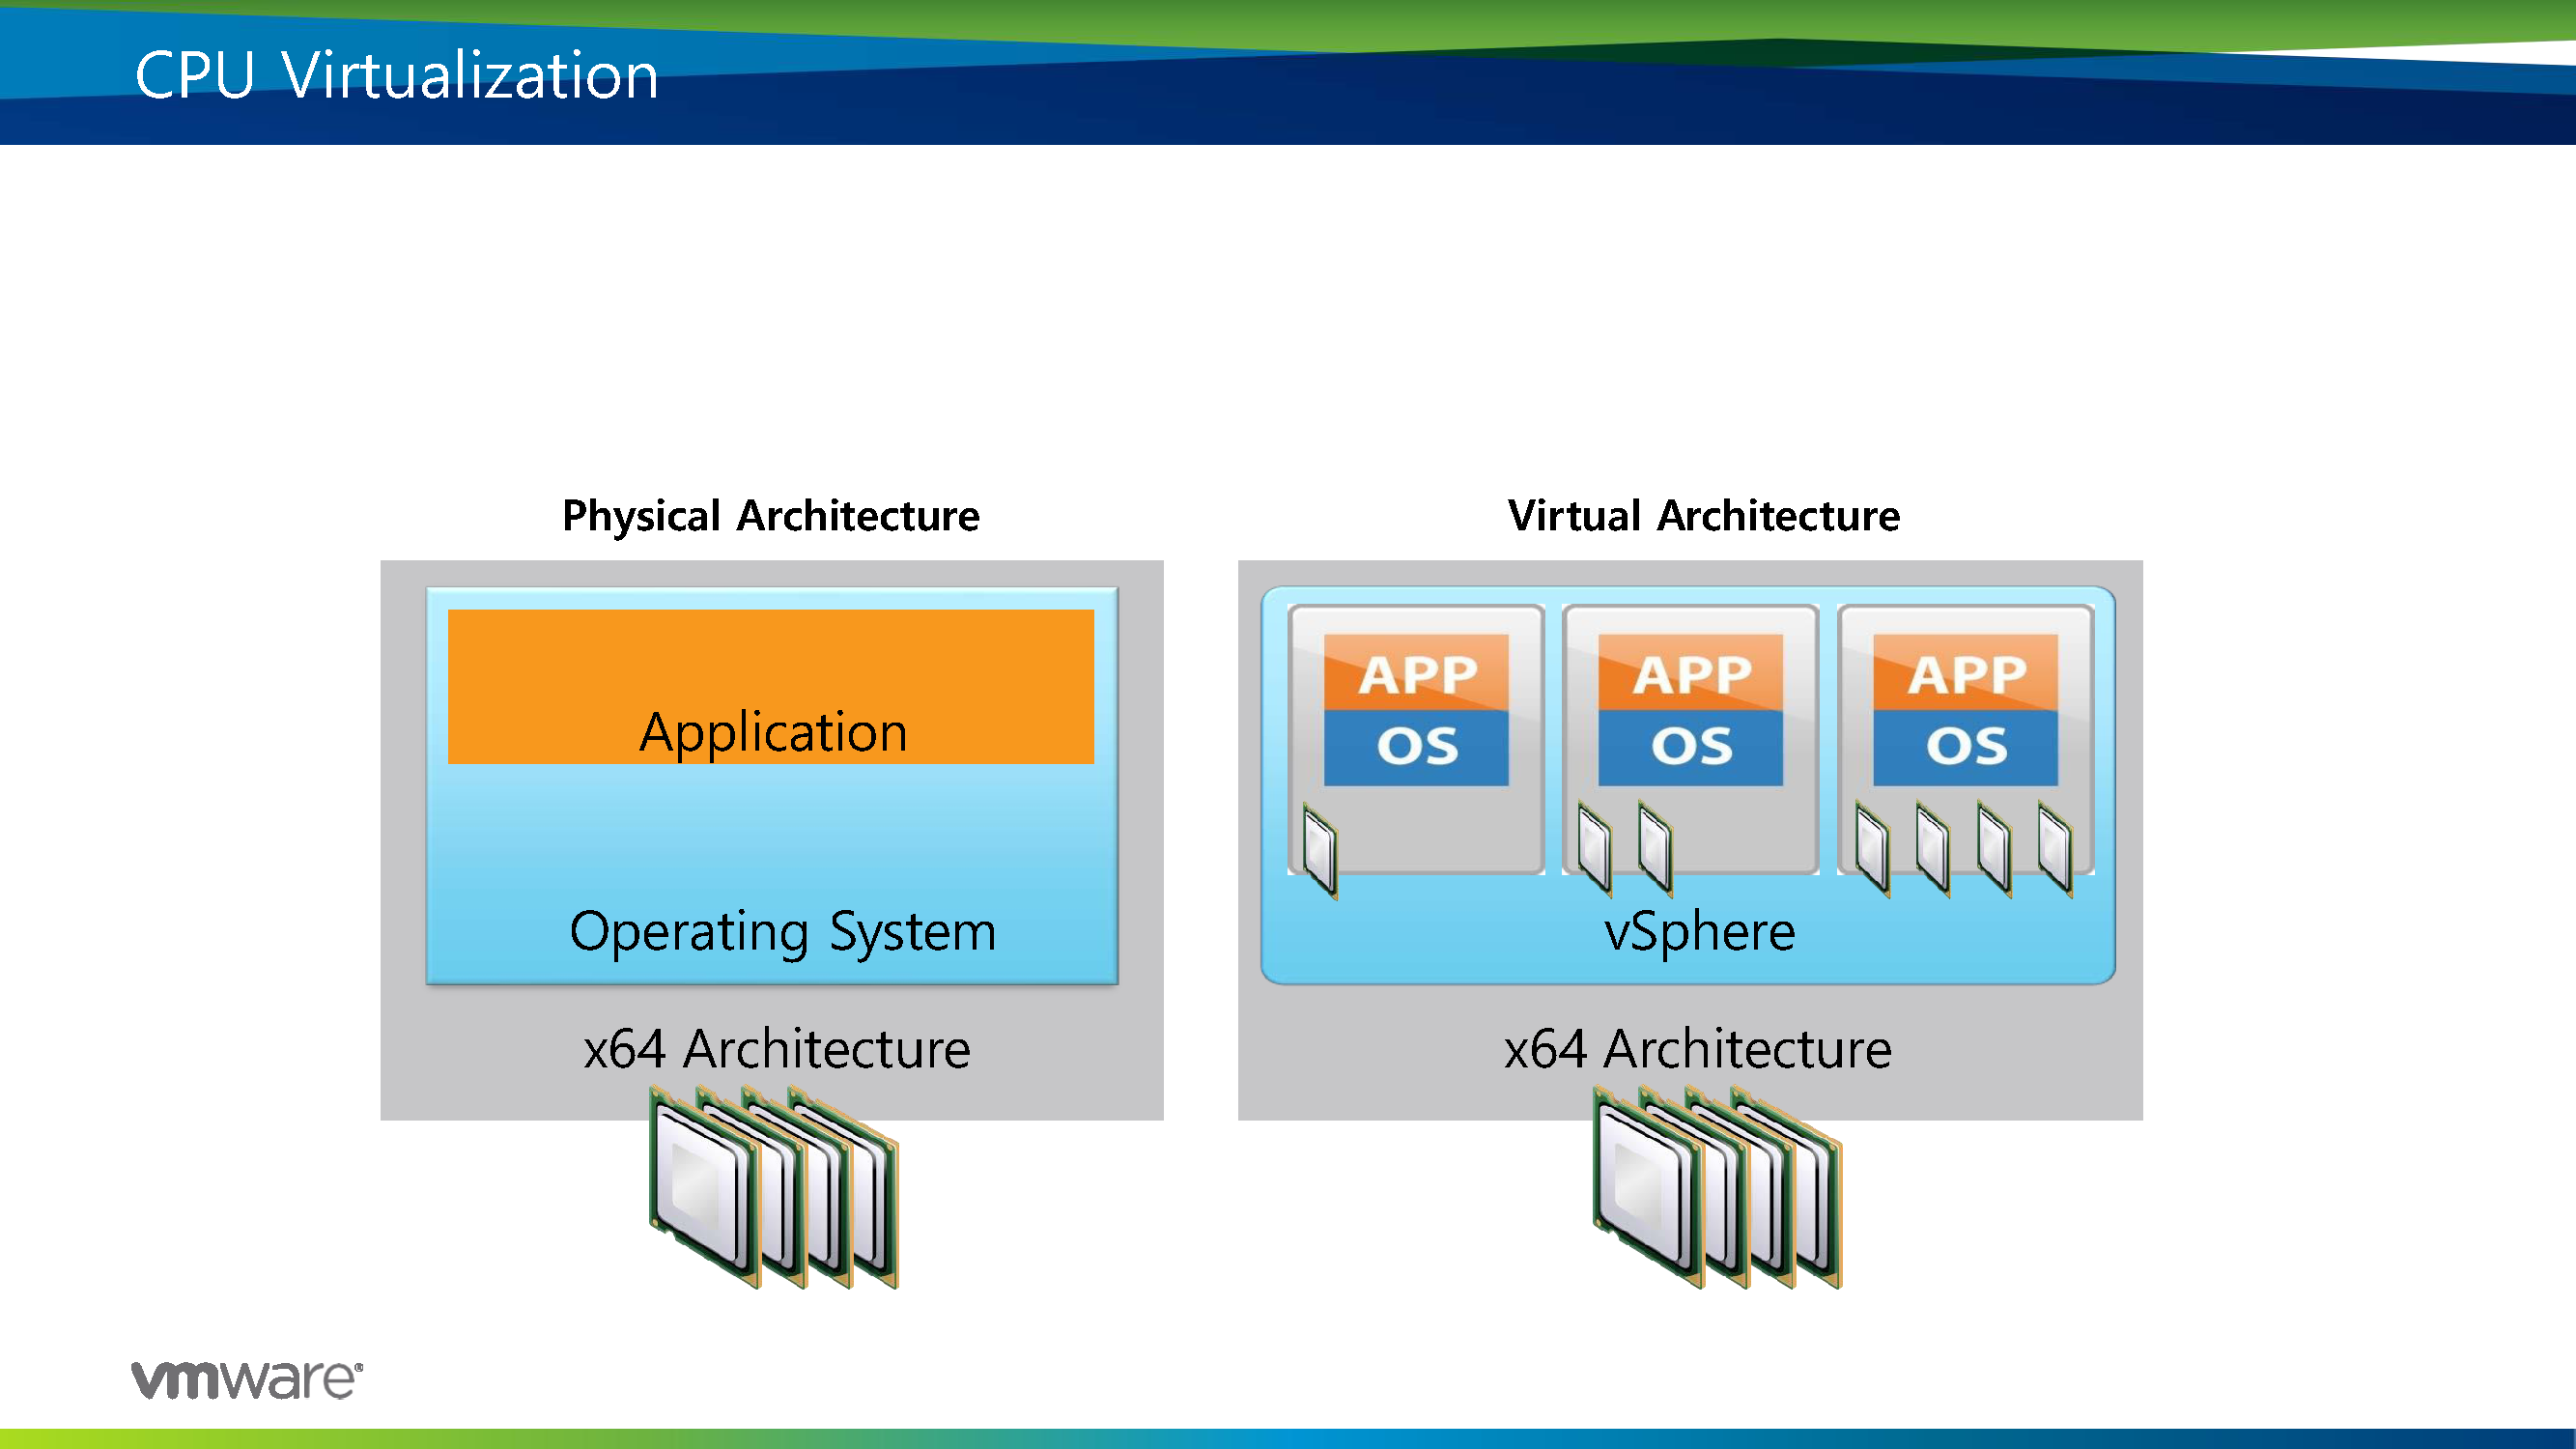 CPU Virtualization
Physical Architecture
Application
Operating System
x64 Architecture
Virtual Architecture
APP
OS
APP
OS
APP
OS
vSphere
x64 Architecture
vmware®